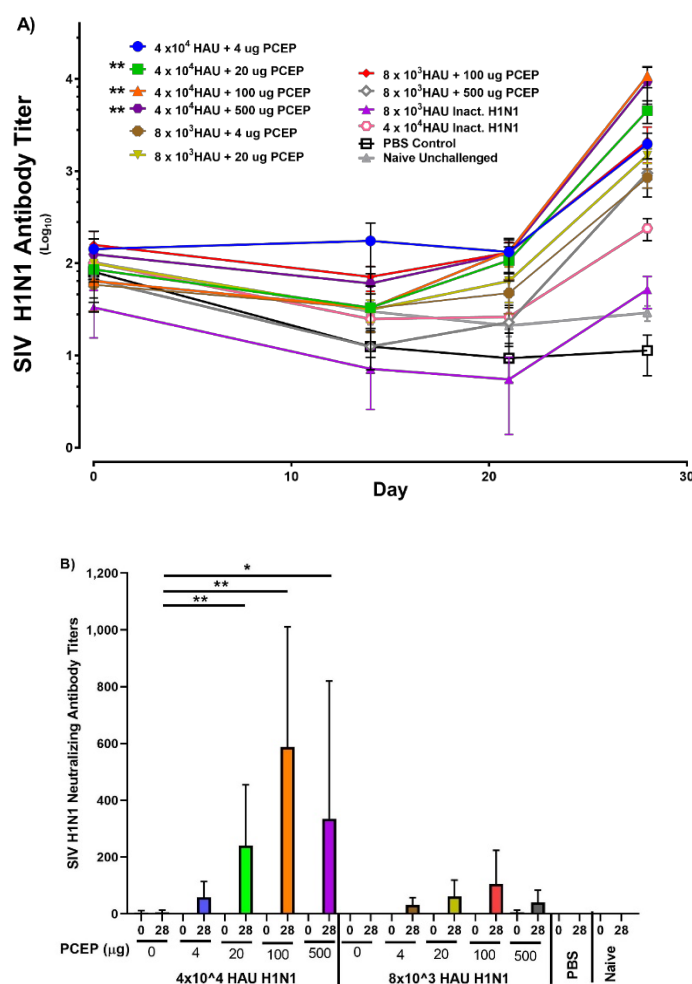 A)
4 x10⁴ HAU + 4 ug PCEP
** 4 x 10⁴HAU + 20 ug PCEP
** 4 x 10⁴HAU + 100 ug PCEP
** 4 x 10⁴HAU + 500 ug PCEP
8 x 10³HAU + 4 ug PCEP
8 x 10³HAU + 20 ug PCEP
8 x 10³HAU + 100 ug PCEP
8 x 10³HAU + 500 ug PCEP
8 x 10³HAU Inact. H1N1
4 x 10⁴HAU Inact. H1N1
PBS Control
Naive Unchallenged
SIV H1N1 Antibody Titer
(Log₁₀)
4
3
2
1
0
0 10 20 30
Day
B)
SIV H1N1 Neutralizing Antibody Titers
1,200
1,000
800
600
400
200
0
*
**
**
0 28 0 28 0 28 0 28 0 28 0 28 0 28 0 28 0 28 0 28 0 28 0 28
PCEP (µg) 0 4 20 100 500 0 4 20 100 500 PBS Naive
4x10^4 HAU H1N1 8x10^3 HAU H1N1